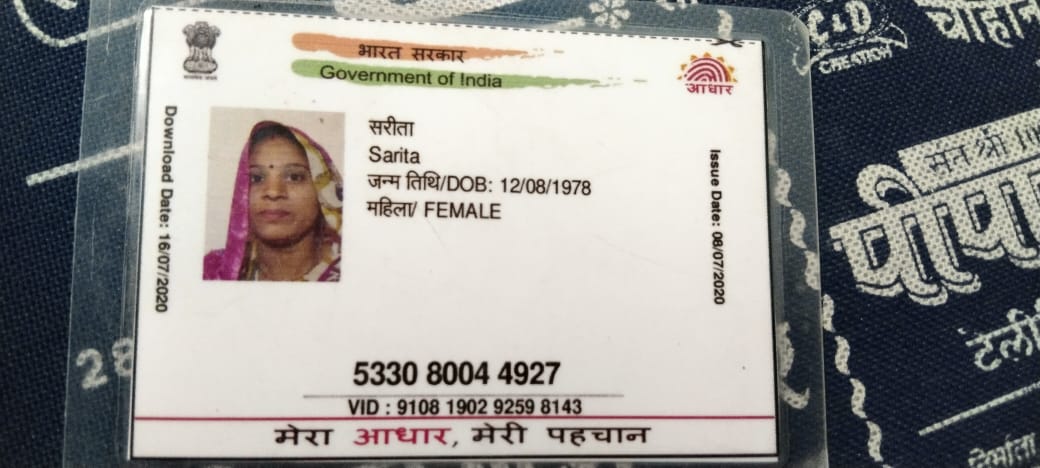 भारत सरकार
Government of India
आधार
Download Date: 16/07/2020
सरीता
Sarita
जन्म तिथि/DOB: 12/08/1978
महिला/ FEMALE
Issue Date: 08/07/2020
5330 8004 4927
VID : 9108 1902 9259 8143
मेरा आधार, मेरी पहचान
C&D
CREATION
चौहान
28